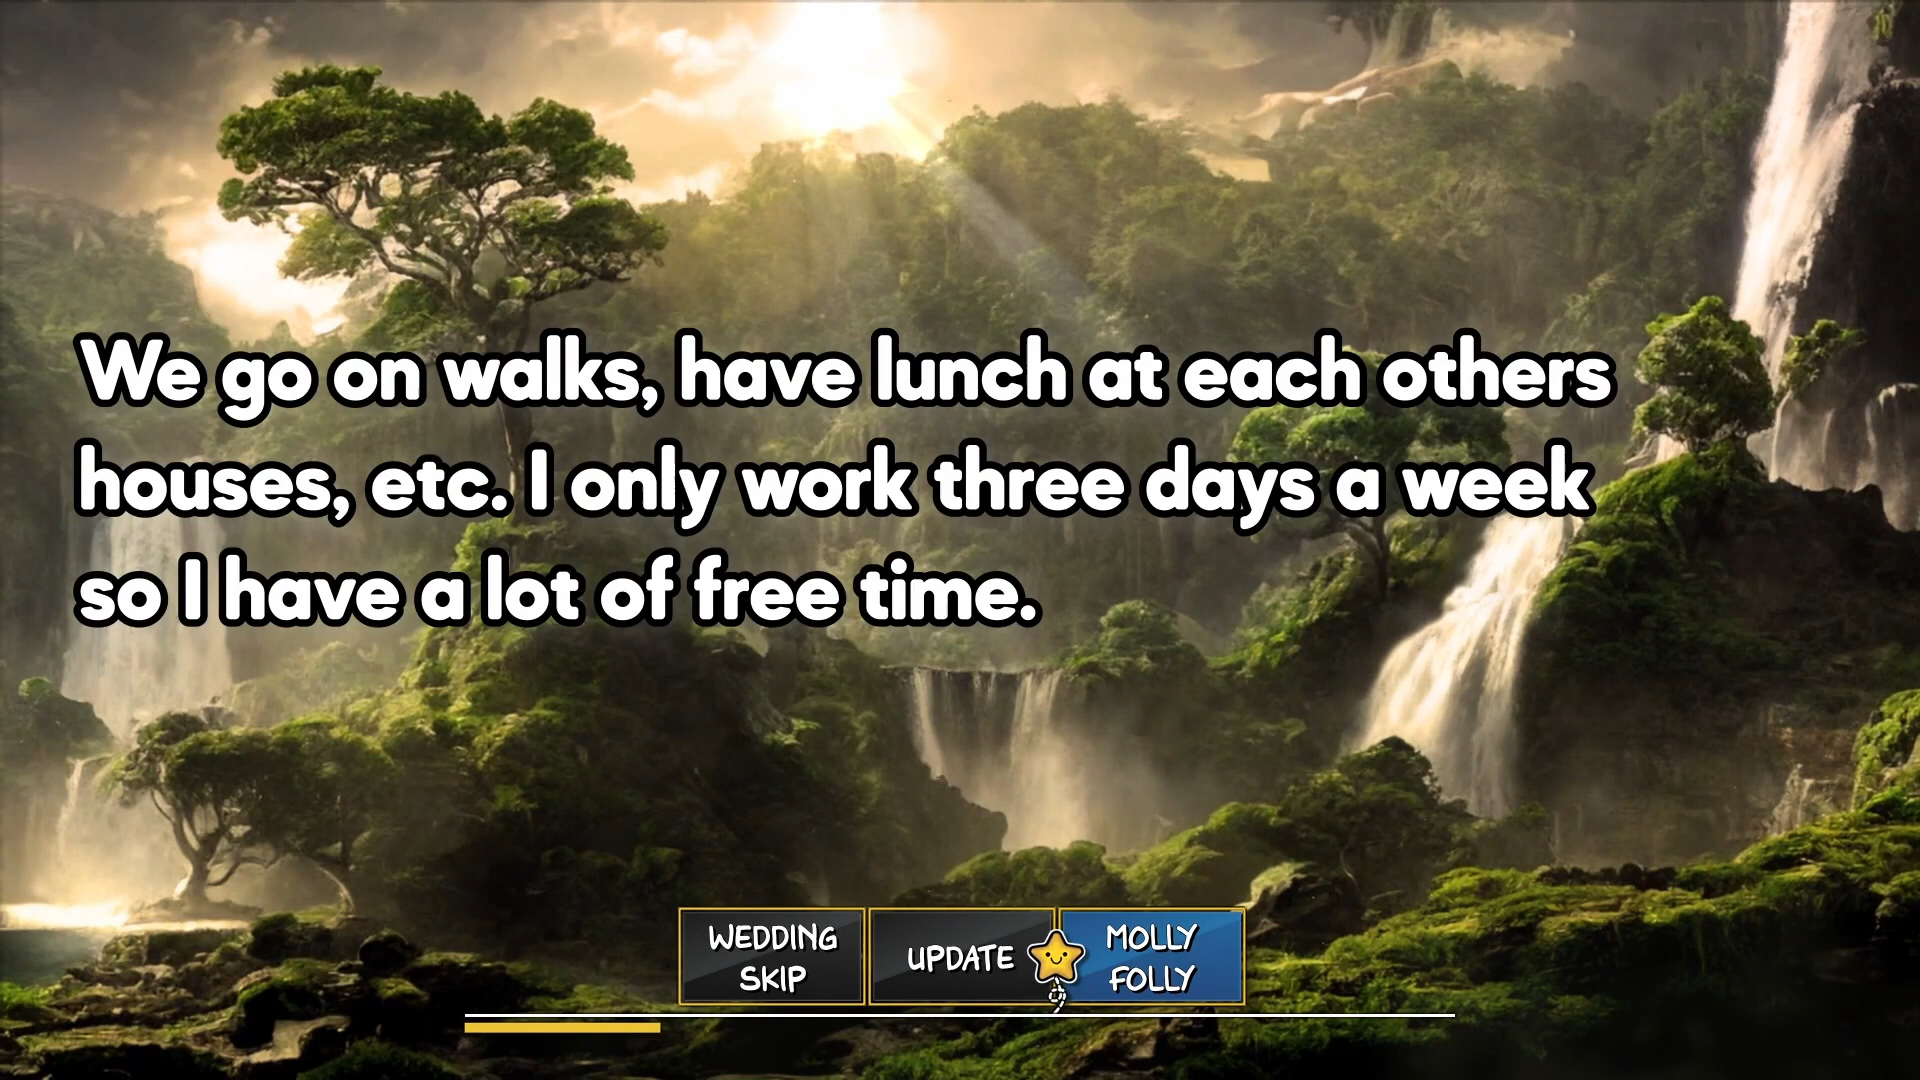 We go on walks, have lunch at each others
houses, etc. I only work three days a week
so I have a lot of free time.
WEDDING
SKIP
UPDATE
MOLLY
FOLLY